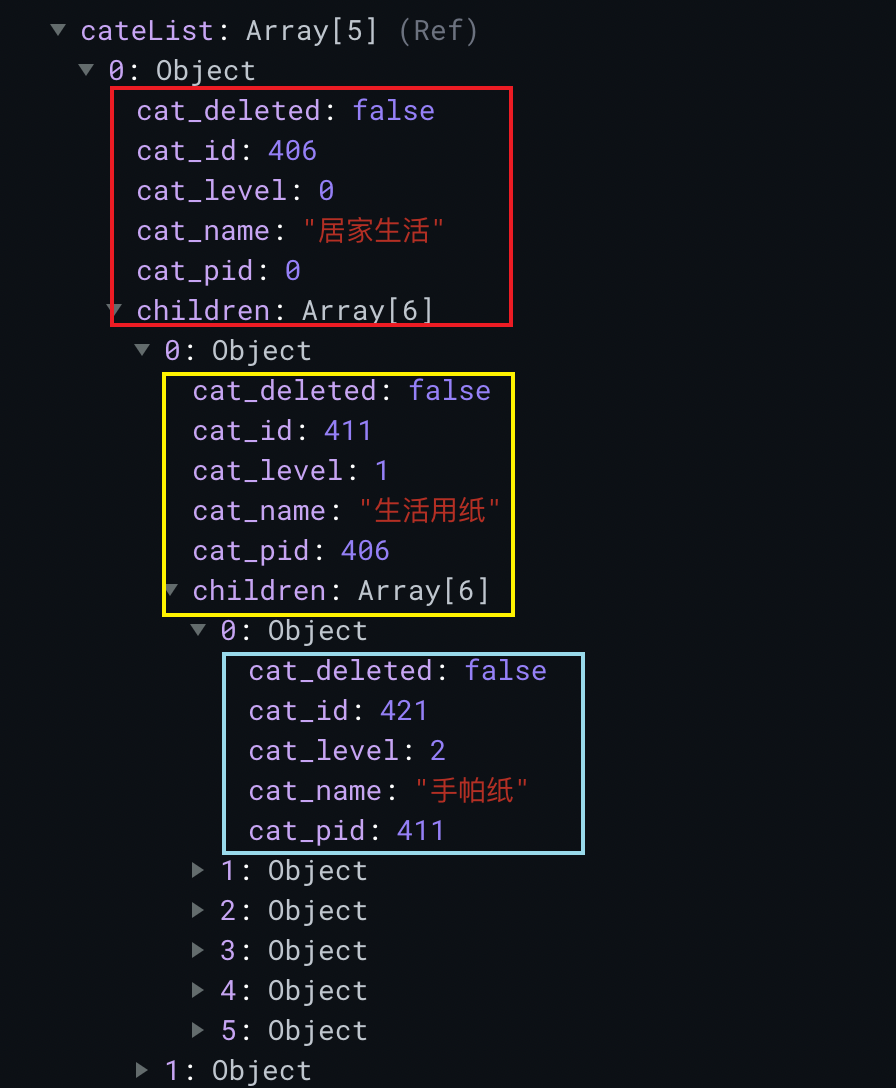 cateList: Array[5] (Ref)
0: Object
cat_deleted: false
cat_id: 406
cat_level: 0
cat_name: "居家生活"
cat_pid: 0
children: Array[6]
0: Object
cat_deleted: false
cat_id: 411
cat_level: 1
cat_name: "生活用纸"
cat_pid: 406
children: Array[6]
0: Object
cat_deleted: false
cat_id: 421
cat_level: 2
cat_name: "手帕纸"
cat_pid: 411
1: Object
2: Object
3: Object
4: Object
5: Object
1: Object